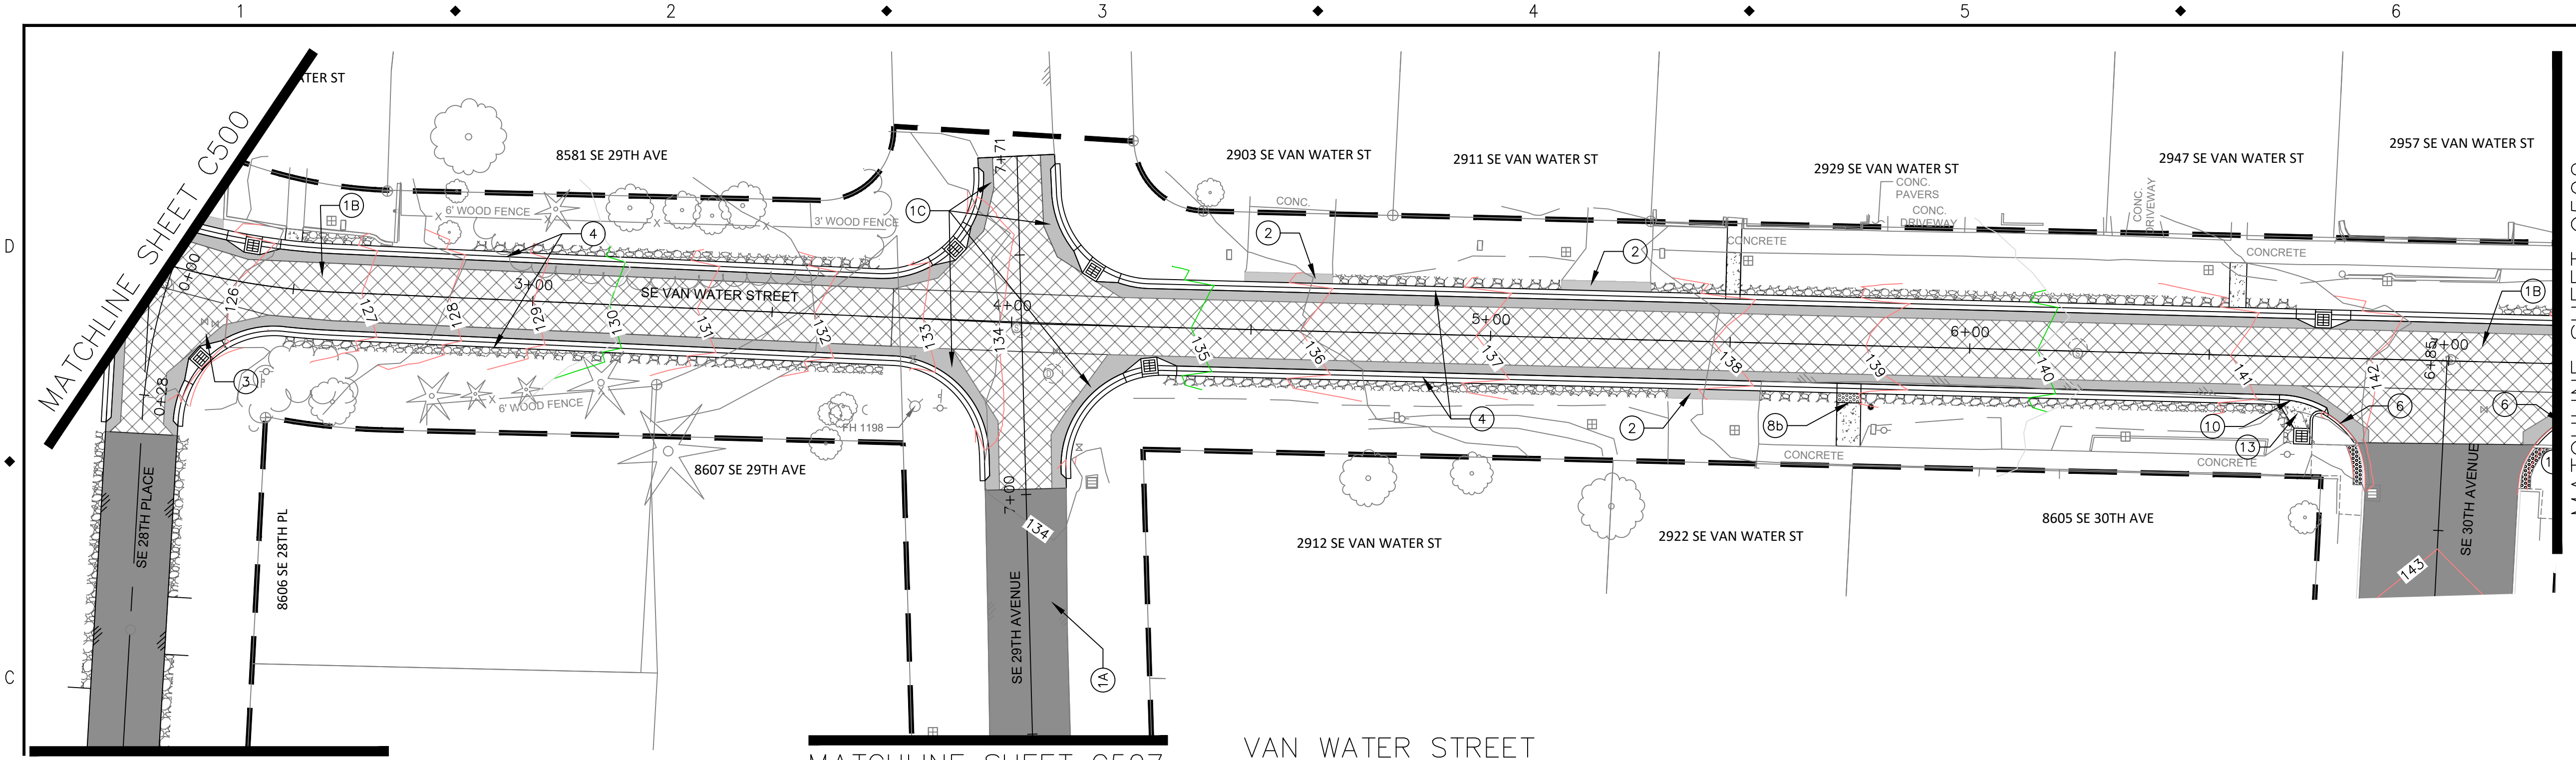 1
2
3
4
5
6
D
C
MATCHLINE SHEET C500
8581 SE 29TH AVE
2903 SE VAN WATER ST
2911 SE VAN WATER ST
2929 SE VAN WATER ST
2947 SE VAN WATER ST
2957 SE VAN WATER ST
CONC.
PAVERS
CONC.
DRIVEWAY
CONC.
DRIVEWAY
CONC.
6' WOOD FENCE
3' WOOD FENCE
1B
4
1C
2
2
CONCRETE
CONCRETE
1B
7+71
0+00
3+00
SE VAN WATER STREET
4+00
5+00
6+00
7+00
6+85
126
127
128
129
130
131
132
133
134
135
136
137
138
139
140
141
142
0+28
3
6' WOOD FENCE
FH 1198
4
2
8b
10
13
6
6
CONCRETE
CONCRETE
8607 SE 29TH AVE
7+00
134
SE 28TH PLACE
8606 SE 28TH PL
2912 SE VAN WATER ST
2922 SE VAN WATER ST
8605 SE 30TH AVE
SE 30TH AVENUE
143
SE 29TH AVENUE
1A
VAN WATER STREET